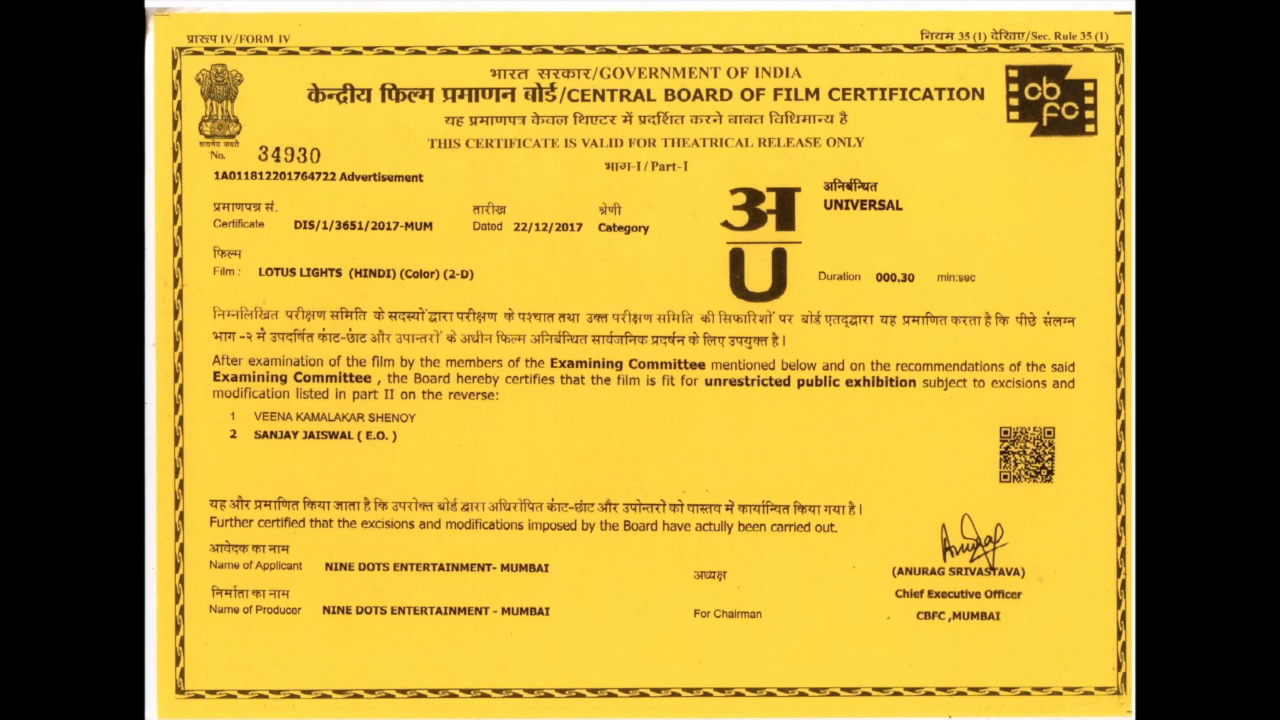 प्रारूप IV/FORM IV
नियम 35 (1) देखिए/Sec. Rule 35 (1)
भारत सरकार/GOVERNMENT OF INDIA
केन्द्रीय फिल्म प्रमाणन बोर्ड/CENTRAL BOARD OF FILM CERTIFICATION
यह प्रमाणपत्र केवल थिएटर में प्रदर्शित करने बाबत विधिमान्य है
THIS CERTIFICATE IS VALID FOR THEATRICAL RELEASE ONLY
cbfc
सत्यमेव जयते
No. 34930
भाग-I / Part-I
1A011812201764722 Advertisement
अ
U
अनिर्बन्धित
UNIVERSAL
प्रमाणपत्र सं. तारीख श्रेणी
Certificate DIS/1/3651/2017-MUM Dated 22/12/2017 Category
फिल्म
Film : LOTUS LIGHTS (HINDI) (Color) (2-D) Duration 000.30 min:sec
निम्नलिखित परीक्षण समिति के सदस्यों द्वारा परीक्षण के पश्चात तथा उक्त परीक्षण समिति की सिफारिशों पर बोर्ड एतद्द्वारा यह प्रमाणित करता है कि पीछे संलग्न
भाग -२ में उपदर्षित काट-छांट और उपान्तरों के अधीन फिल्म अनिर्बन्धित सार्वजनिक प्रदर्षन के लिए उपयुक्त है।
After examination of the film by the members of the Examining Committee mentioned below and on the recommendations of the said
Examining Committee , the Board hereby certifies that the film is fit for unrestricted public exhibition subject to excisions and
modification listed in part II on the reverse:
1 VEENA KAMALAKAR SHENOY
2 SANJAY JAISWAL ( E.O. )
यह और प्रमाणित किया जाता है कि उपरोक्त बोर्ड द्वारा अधिरोपित काट-छांट और उपोन्तरों को वास्तव में कार्यान्वित किया गया है।
Further certified that the excisions and modifications imposed by the Board have actully been carried out.
आवेदक का नाम
Name of Applicant NINE DOTS ENTERTAINMENT- MUMBAI
निर्माता का नाम
Name of Producer NINE DOTS ENTERTAINMENT - MUMBAI
अध्यक्ष
For Chairman
Anurag
(ANURAG SRIVASTAVA)
Chief Executive Officer
CBFC ,MUMBAI